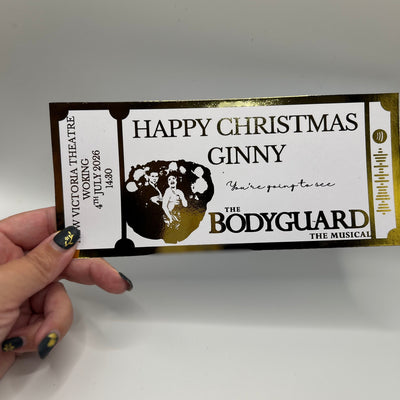 W VICTORIA THEATRE
WOKING
4TH JULY 2026
14:30
HAPPY CHRISTMAS
GINNY
You're going to see
THE
BODYGUARD
THE MUSICAL